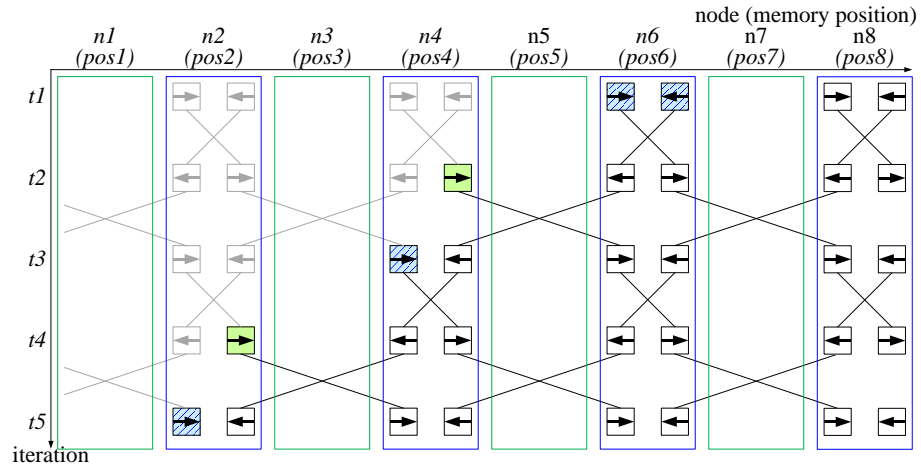 node (memory position)
n1 n2 n3 n4 n5 n6 n7 n8
(pos1) (pos2) (pos3) (pos4) (pos5) (pos6) (pos7) (pos8)
t1
t2
t3
t4
t5
iteration